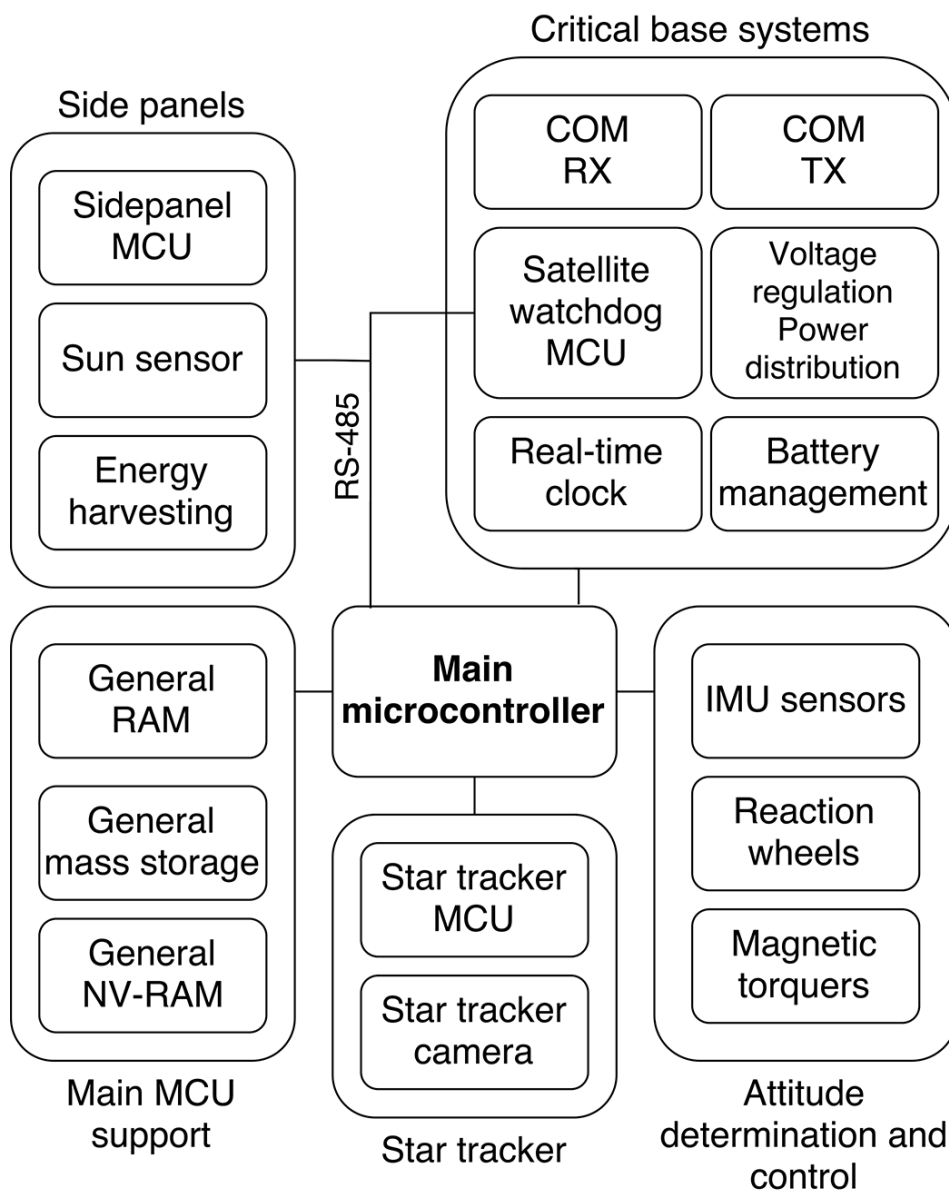 Critical base systems
COM
RX
COM
TX
Satellite
watchdog
MCU
Voltage
regulation
Power
distribution
Real-time
clock
Battery
management
Side panels
Sidepanel
MCU
Sun sensor
Energy
harvesting
RS-485
Main
microcontroller
General
RAM
General
mass storage
General
NV-RAM
Main MCU
support
Star tracker
MCU
Star tracker
camera
Star tracker
IMU sensors
Reaction
wheels
Magnetic
torquers
Attitude
determination and
control